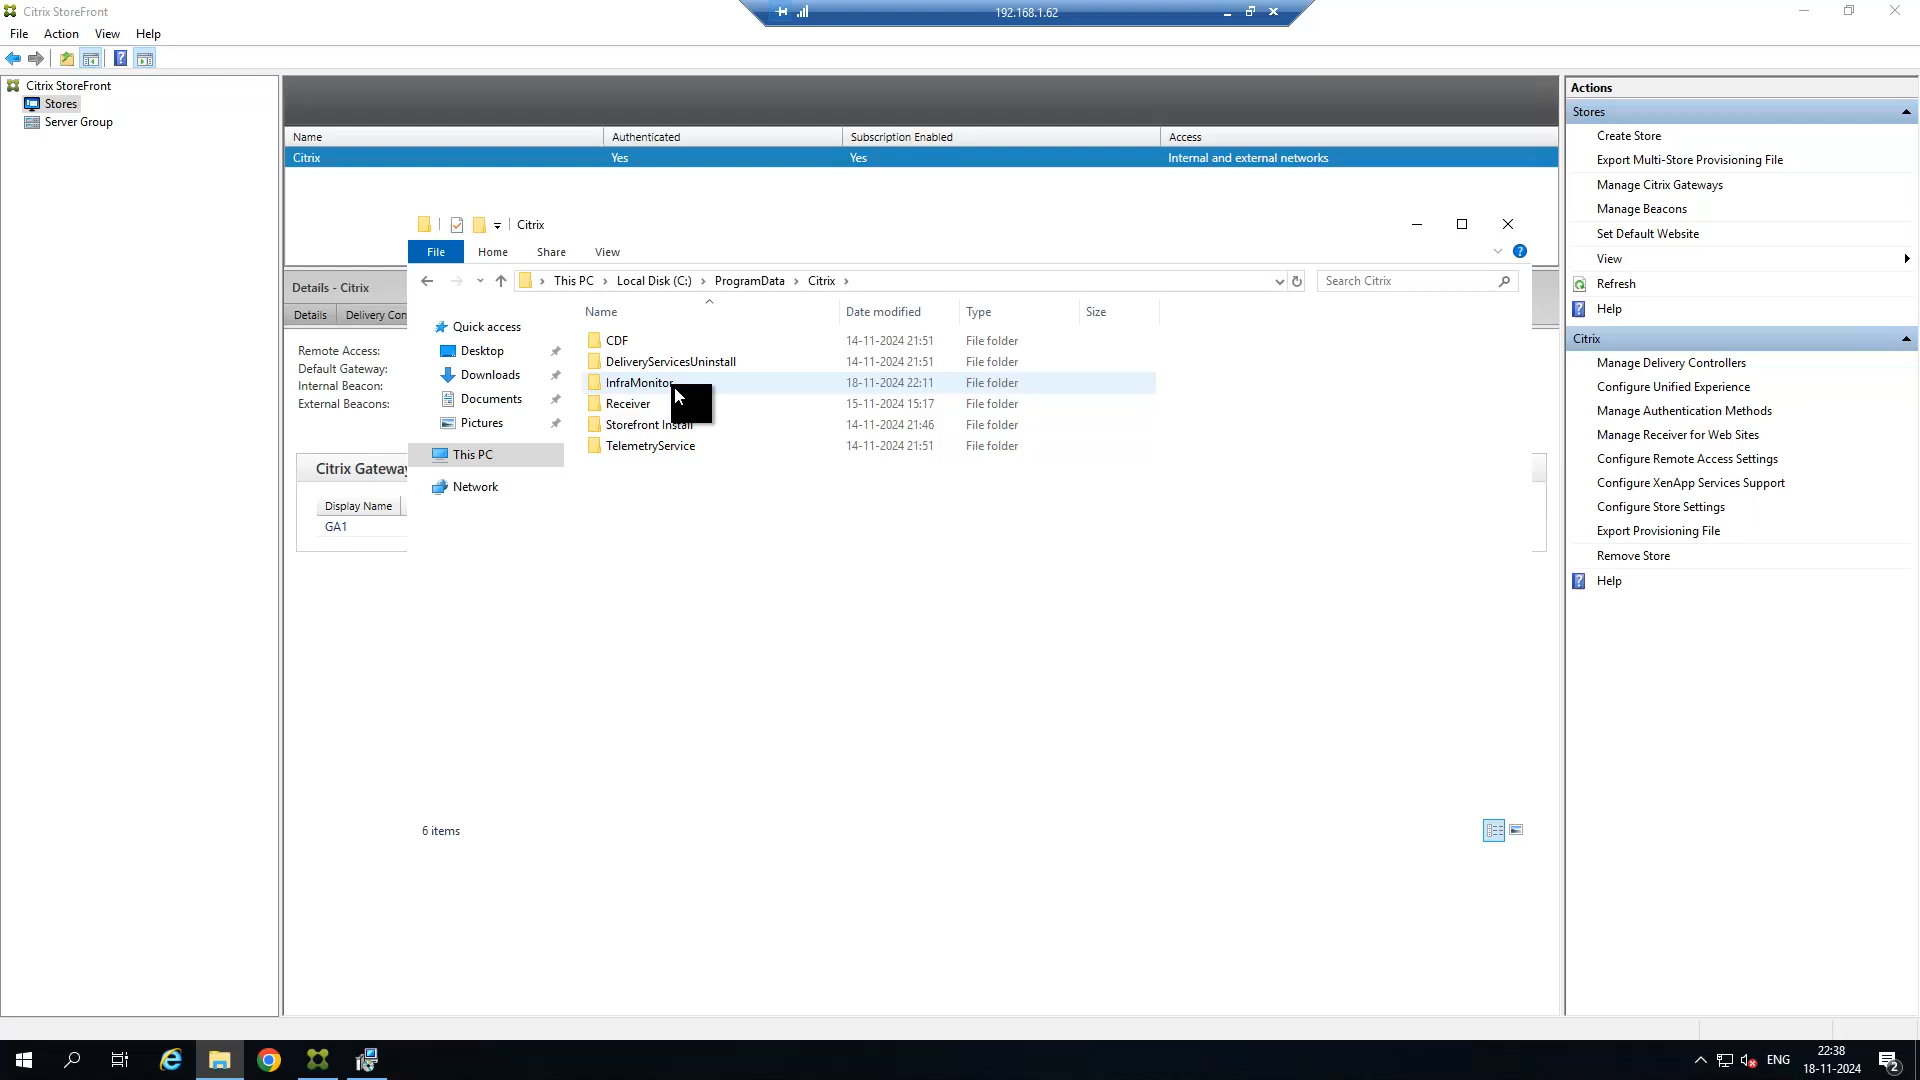 Citrix StoreFront
192.168.1.62
File Action View Help
Citrix StoreFront
Stores
Server Group
Name Authenticated Subscription Enabled Access
Citrix Yes Yes Internal and external networks
Details - Citrix
Details Delivery Con
Remote Access:
Default Gateway:
Internal Beacon:
External Beacons:
Citrix Gateway
Display Name
GA1
Citrix
File Home Share View
This PC Local Disk (C:) ProgramData Citrix
Search Citrix
Name Date modified Type Size
Quick access
Desktop
Downloads
Documents
Pictures
This PC
Network
CDF 14-11-2024 21:51 File folder
DeliveryServicesUninstall 14-11-2024 21:51 File folder
InfraMonitor 18-11-2024 22:11 File folder
Receiver 15-11-2024 15:17 File folder
Storefront Install 14-11-2024 21:46 File folder
TelemetryService 14-11-2024 21:51 File folder
6 items
Actions
Stores
Create Store
Export Multi-Store Provisioning File
Manage Citrix Gateways
Manage Beacons
Set Default Website
View
Refresh
Help
Citrix
Manage Delivery Controllers
Configure Unified Experience
Manage Authentication Methods
Manage Receiver for Web Sites
Configure Remote Access Settings
Configure XenApp Services Support
Configure Store Settings
Export Provisioning File
Remove Store
Help
ENG
22:38
18-11-2024
2